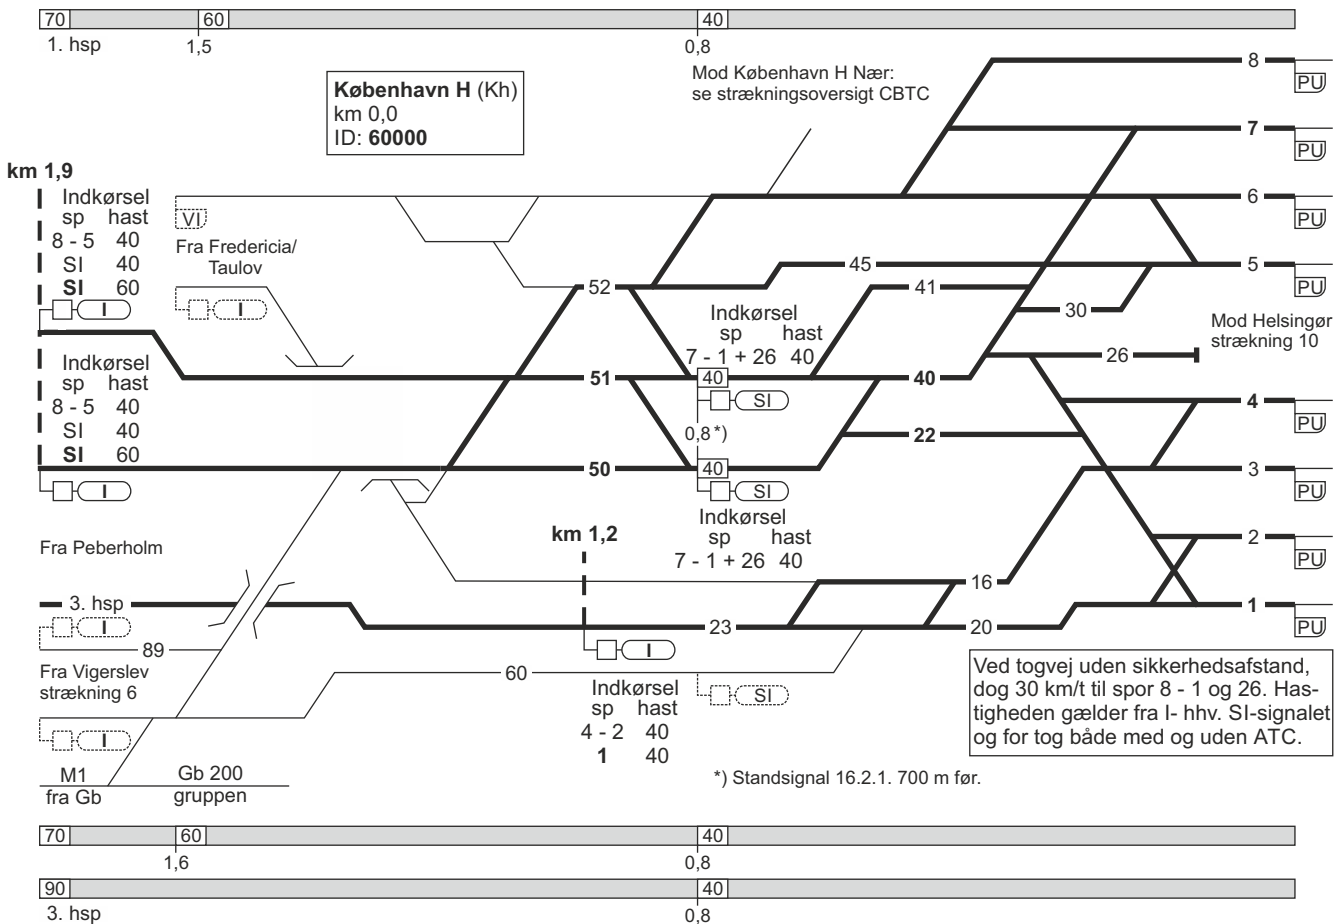 70 60 40
1. hsp 1,5 0,8
København H (Kh)
km 0,0
ID: 60000
Mod København H Nær:
se strækningsoversigt CBTC
8 PU
7 PU
km 1,9
Indkørsel
sp hast
8 - 5 40
SI 40
SI 60
I
VI
Fra Fredericia/
Taulov
I
6 PU
45 5 PU
52 41
30
Mod Helsingør
strækning 10
Indkørsel
sp hast
7 - 1 + 26 40
26
Indkørsel
sp hast
8 - 5 40
SI 40
SI 60
I
51 40 40
SI
4 PU
0,8 *)
22
50 40
SI
3 PU
Indkørsel
sp hast
7 - 1 + 26 40
km 1,2
2 PU
Fra Peberholm
16
3. hsp
I
23 20 1 PU
I
89
Fra Vigerslev
strækning 6
60
SI
I
Indkørsel
sp hast
4 - 2 40
1 40
Ved togvej uden sikkerhedsafstand,
dog 30 km/t til spor 8 - 1 og 26. Has-
tigheden gælder fra I- hhv. SI-signalet
og for tog både med og uden ATC.
M1
fra Gb
Gb 200
gruppen
*) Standsignal 16.2.1. 700 m før.
70 60 40
1,6 0,8
90 40
3. hsp 0,8